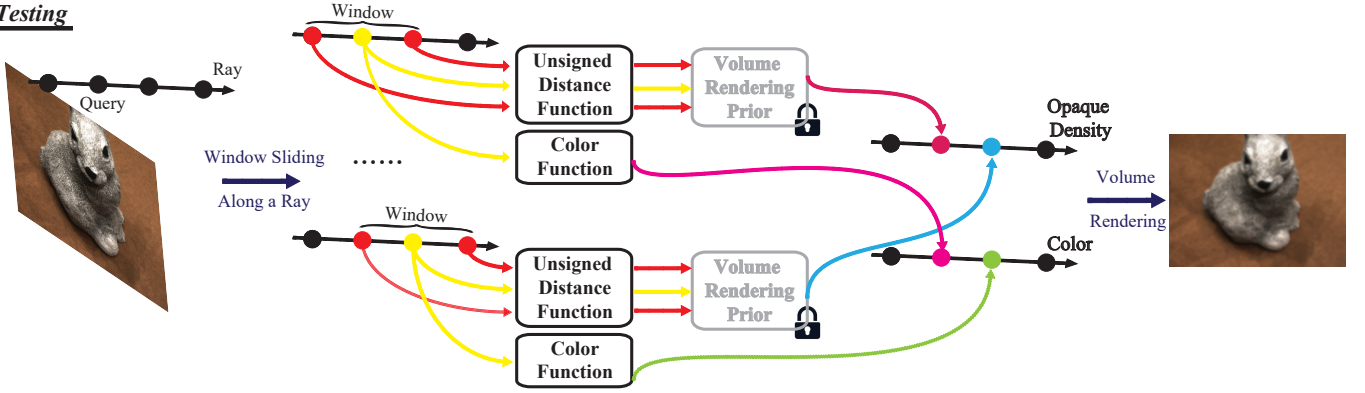 Testing
Window
Ray
Query
Unsigned
Distance
Function
Volume
Rendering
Prior
Opaque
Density
Color
Function
Window Sliding
Along a Ray
......
Volume
Rendering
Window
Color
Unsigned
Distance
Function
Volume
Rendering
Prior
Color
Function